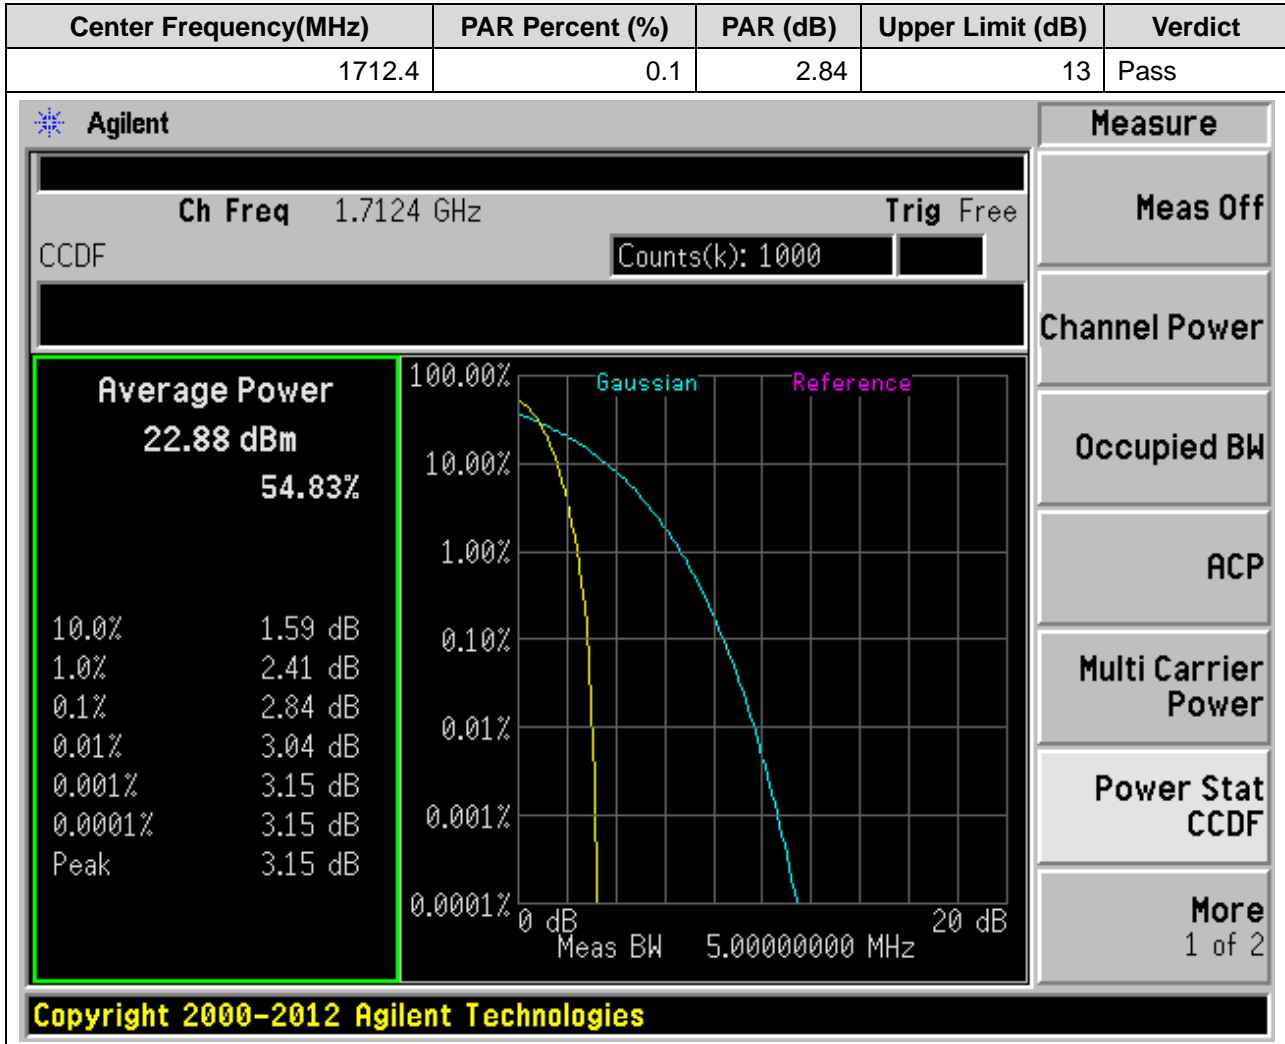 Center Frequency(MHz) PAR Percent (%) PAR (dB) Upper Limit (dB) Verdict
1712.4 0.1 2.84 13 Pass
Agilent
Measure
Ch Freq 1.7124 GHz Trig Free
CCDF Counts(k): 1000
Meas Off
Channel Power
Occupied BW
ACP
Multi Carrier
Power
Power Stat
CCDF
More
1 of 2
Average Power
22.88 dBm
54.83%
10.0% 1.59 dB
1.0% 2.41 dB
0.1% 2.84 dB
0.01% 3.04 dB
0.001% 3.15 dB
0.0001% 3.15 dB
Peak 3.15 dB
Gaussian Reference
100.00%
10.00%
1.00%
0.10%
0.01%
0.001%
0.0001%
0 dB 20 dB
Meas BW 5.00000000 MHz
Copyright 2000-2012 Agilent Technologies